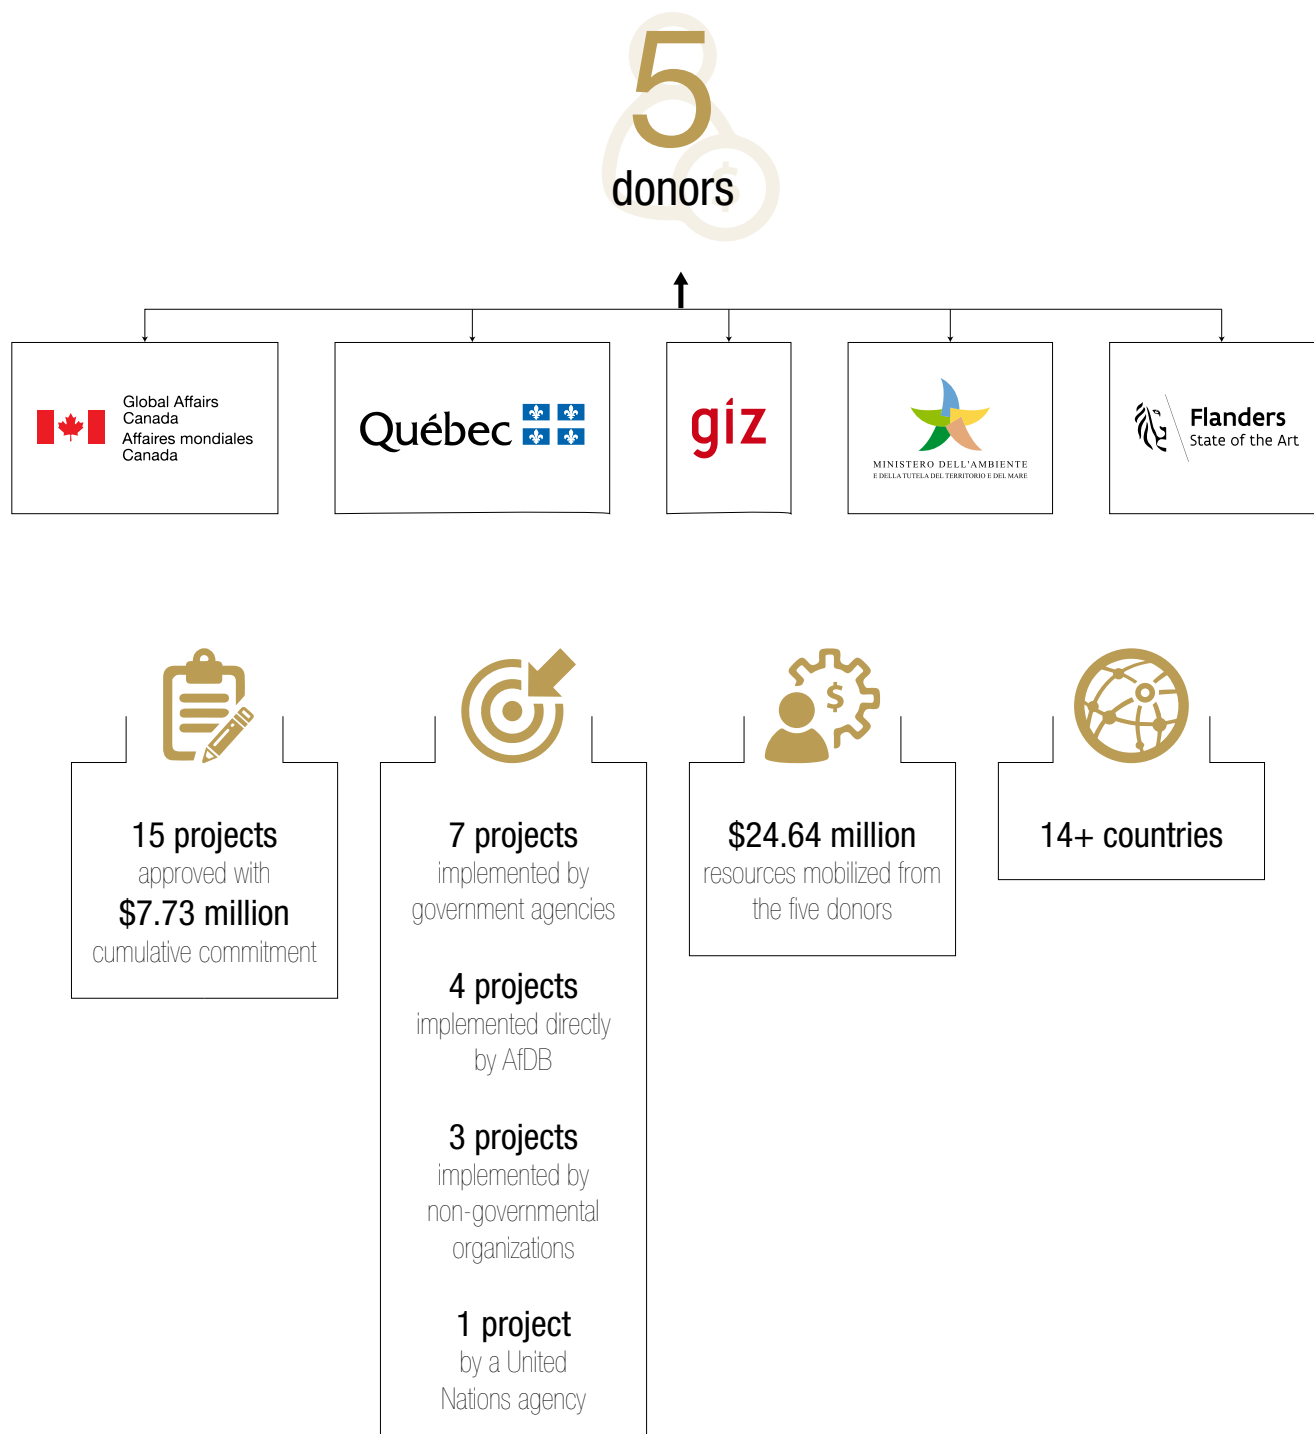 5
donors
Global Affairs
Canada
Affaires mondiales
Canada
Québec
giz
MINISTERO DELL'AMBIENTE
E DELLA TUTELA DEL TERRITORIO E DEL MARE
Flanders
State of the Art
15 projects
approved with
$7.73 million
cumulative commitment
7 projects
implemented by
government agencies
4 projects
implemented directly
by AfDB
3 projects
implemented by
non-governmental
organizations
1 project
by a United
Nations agency
$
$24.64 million
resources mobilized from
the five donors
14+ countries